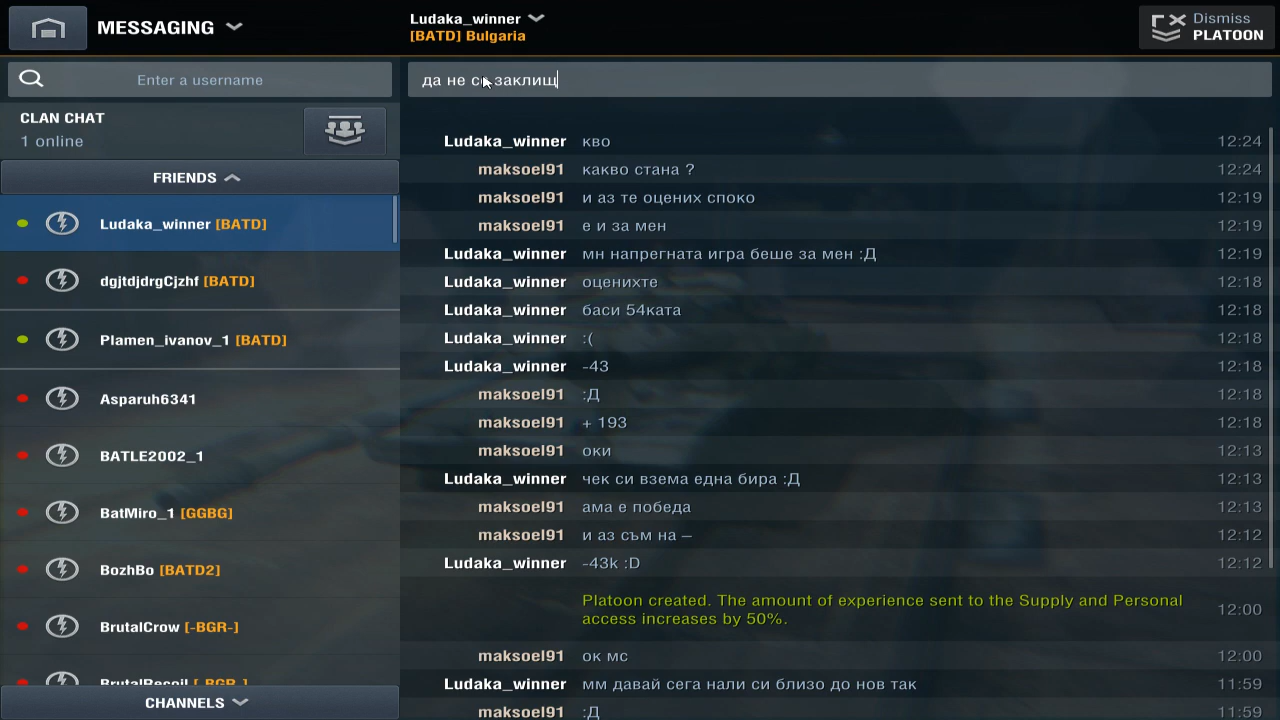 MESSAGING
Ludaka_winner
[BATD] Bulgaria
Dismiss
PLATOON
Enter a username
CLAN CHAT
1 online
FRIENDS
Ludaka_winner [BATD]
dgjtdjdrgCjzhf [BATD]
Plamen_ivanov_1 [BATD]
Asparuh6341
BATLE2002_1
BatMiro_1 [GGBG]
BozhBo [BATD2]
BrutalCrow [-BGR-]
BrutalRecoil [-BGR-]
CHANNELS
да не заклищ
Ludaka_winner кво 12:24
maksoel91 какво стана ? 12:24
maksoel91 и аз те оцених споко 12:19
maksoel91 е и за мен 12:19
Ludaka_winner мн напрегната игра беше за мен :Д 12:19
Ludaka_winner оценихте 12:18
Ludaka_winner баси 54ката 12:18
Ludaka_winner :( 12:18
Ludaka_winner -43 12:18
maksoel91 :Д 12:18
maksoel91 + 193 12:18
maksoel91 оки 12:13
Ludaka_winner чек си взема една бира :Д 12:13
maksoel91 ама е победа 12:13
maksoel91 и аз съм на – 12:12
Ludaka_winner -43k :D 12:12
Platoon created. The amount of experience sent to the Supply and Personal
access increases by 50%. 12:00
maksoel91 ок мс 12:00
Ludaka_winner мм давай сега нали си близо до нов так 11:59
maksoel91 :Д 11:59